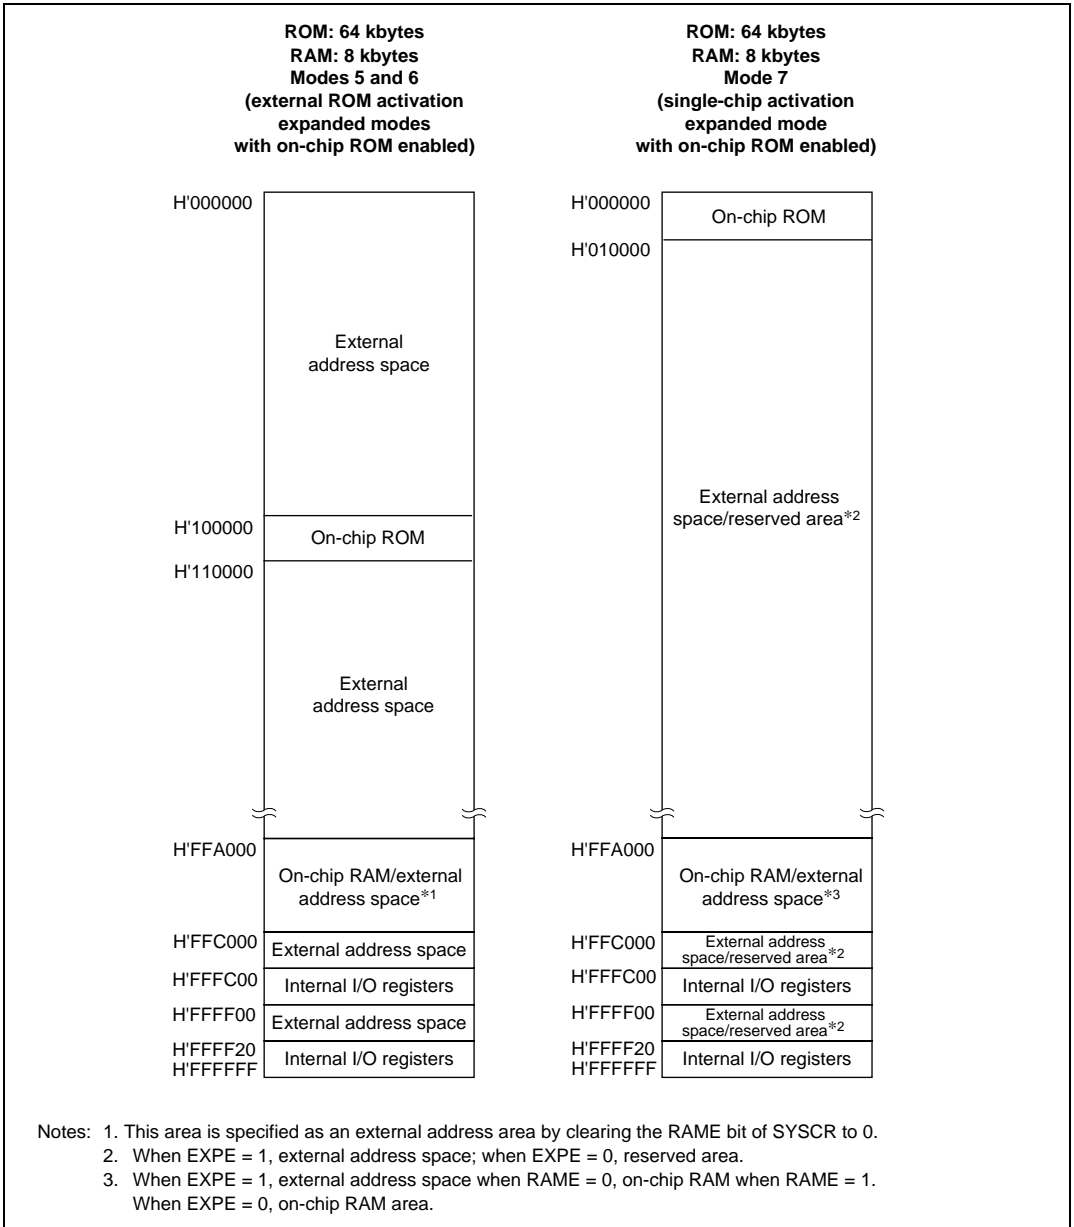 ROM: 64 kbytes
RAM: 8 kbytes
Modes 5 and 6
(external ROM activation
expanded modes
with on-chip ROM enabled)
H'000000
External
address space
H'100000
On-chip ROM
H'110000
External
address space
H'FFA000
On-chip RAM/external
address space*1
H'FFC000
External address space
H'FFFC00
Internal I/O registers
H'FFFF00
External address space
H'FFFF20
Internal I/O registers
H'FFFFFF
ROM: 64 kbytes
RAM: 8 kbytes
Mode 7
(single-chip activation
expanded mode
with on-chip ROM enabled)
H'000000
On-chip ROM
H'010000
External address
space/reserved area*2
H'FFA000
On-chip RAM/external
address space*3
H'FFC000
External address
space/reserved area*2
H'FFFC00
Internal I/O registers
H'FFFF00
External address
space/reserved area*2
H'FFFF20
Internal I/O registers
H'FFFFFF
Notes: 1. This area is specified as an external address area by clearing the RAME bit of SYSCR to 0.
2. When EXPE = 1, external address space; when EXPE = 0, reserved area.
3. When EXPE = 1, external address space when RAME = 0, on-chip RAM when RAME = 1.
When EXPE = 0, on-chip RAM area.